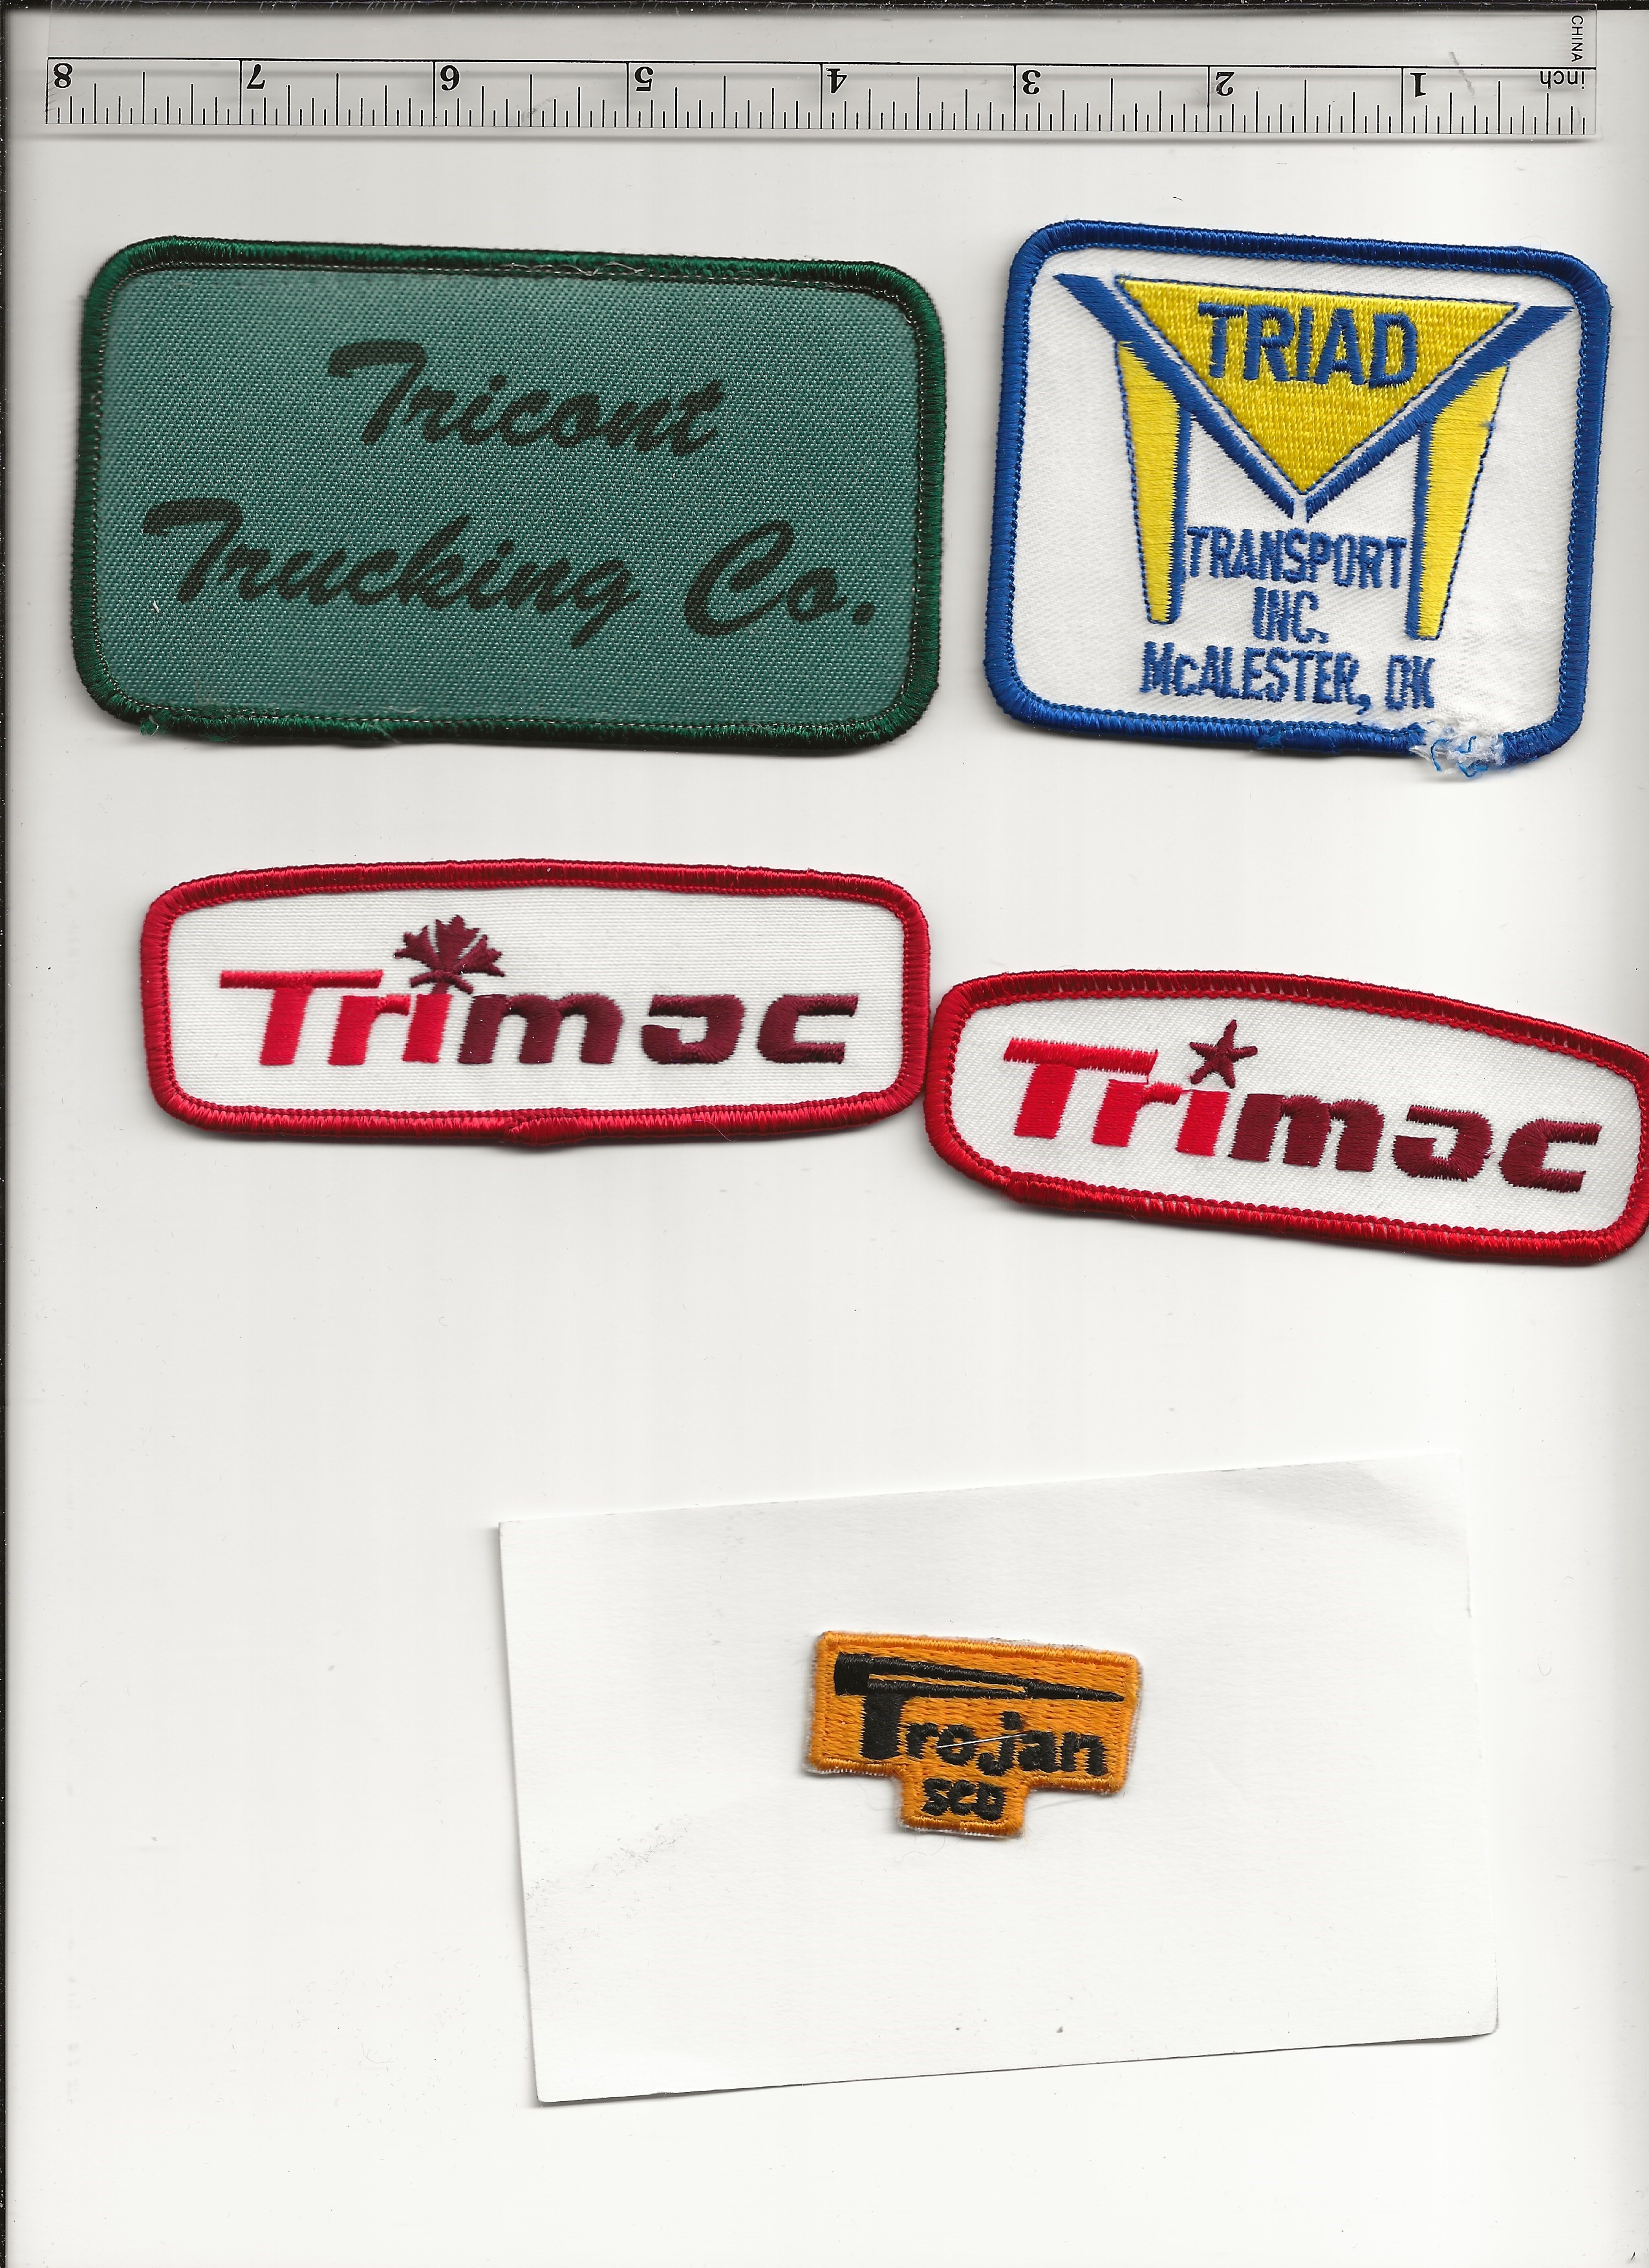 CHINA
inch
8 7 6 5 4 3 2 1
Tricont
Trucking Co.
TRIAD
TRANSPORT
INC.
McALESTER, OK
Trimac
Trimac
Trojan
seo